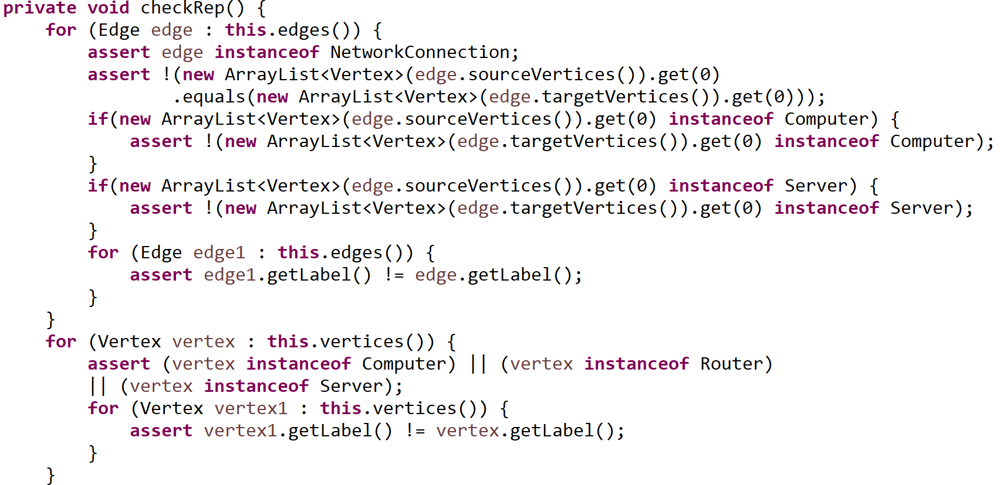 private void checkRep() {
    for (Edge edge : this.edges()) {
        assert edge instanceof NetworkConnection;
        assert !(new ArrayList<Vertex>(edge.sourceVertices()).get(0)
                .equals(new ArrayList<Vertex>(edge.targetVertices()).get(0)));
        if(new ArrayList<Vertex>(edge.sourceVertices()).get(0) instanceof Computer) {
            assert !(new ArrayList<Vertex>(edge.targetVertices()).get(0) instanceof Computer);
        }
        if(new ArrayList<Vertex>(edge.sourceVertices()).get(0) instanceof Server) {
            assert !(new ArrayList<Vertex>(edge.targetVertices()).get(0) instanceof Server);
        }
        for (Edge edge1 : this.edges()) {
            assert edge1.getLabel() != edge.getLabel();
        }
    }
    for (Vertex vertex : this.vertices()) {
        assert (vertex instanceof Computer) || (vertex instanceof Router)
        || (vertex instanceof Server);
        for (Vertex vertex1 : this.vertices()) {
            assert vertex1.getLabel() != vertex.getLabel();
        }
    }